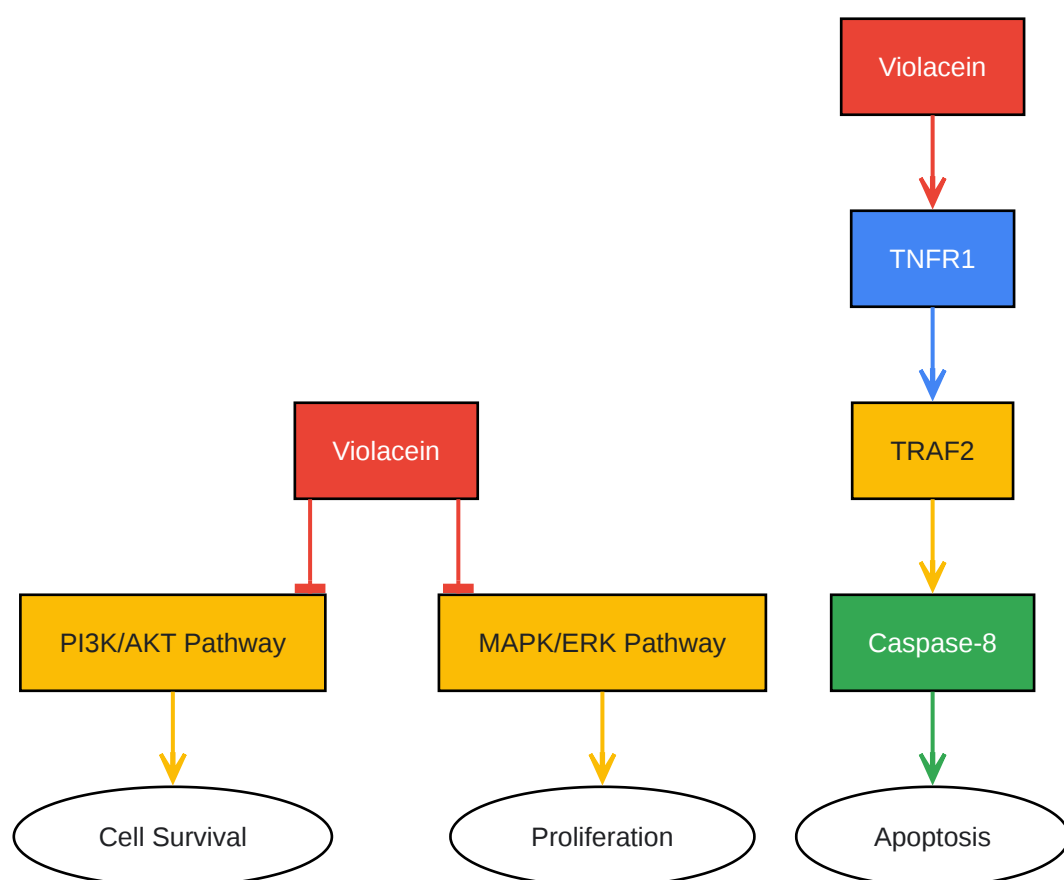 Violacein
TNFR1
TRAF2
Violacein
PI3K/AKT Pathway
MAPK/ERK Pathway
Caspase-8
Cell Survival
Proliferation
Apoptosis